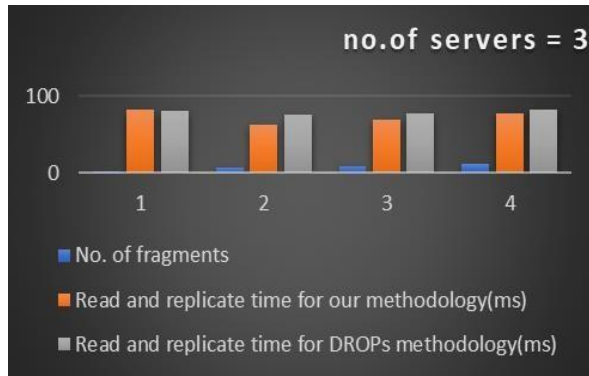 no.of servers = 3
100
0
1 2 3 4
No. of fragments
Read and replicate time for our methodology(ms)
Read and replicate time for DROPs methodology(ms)